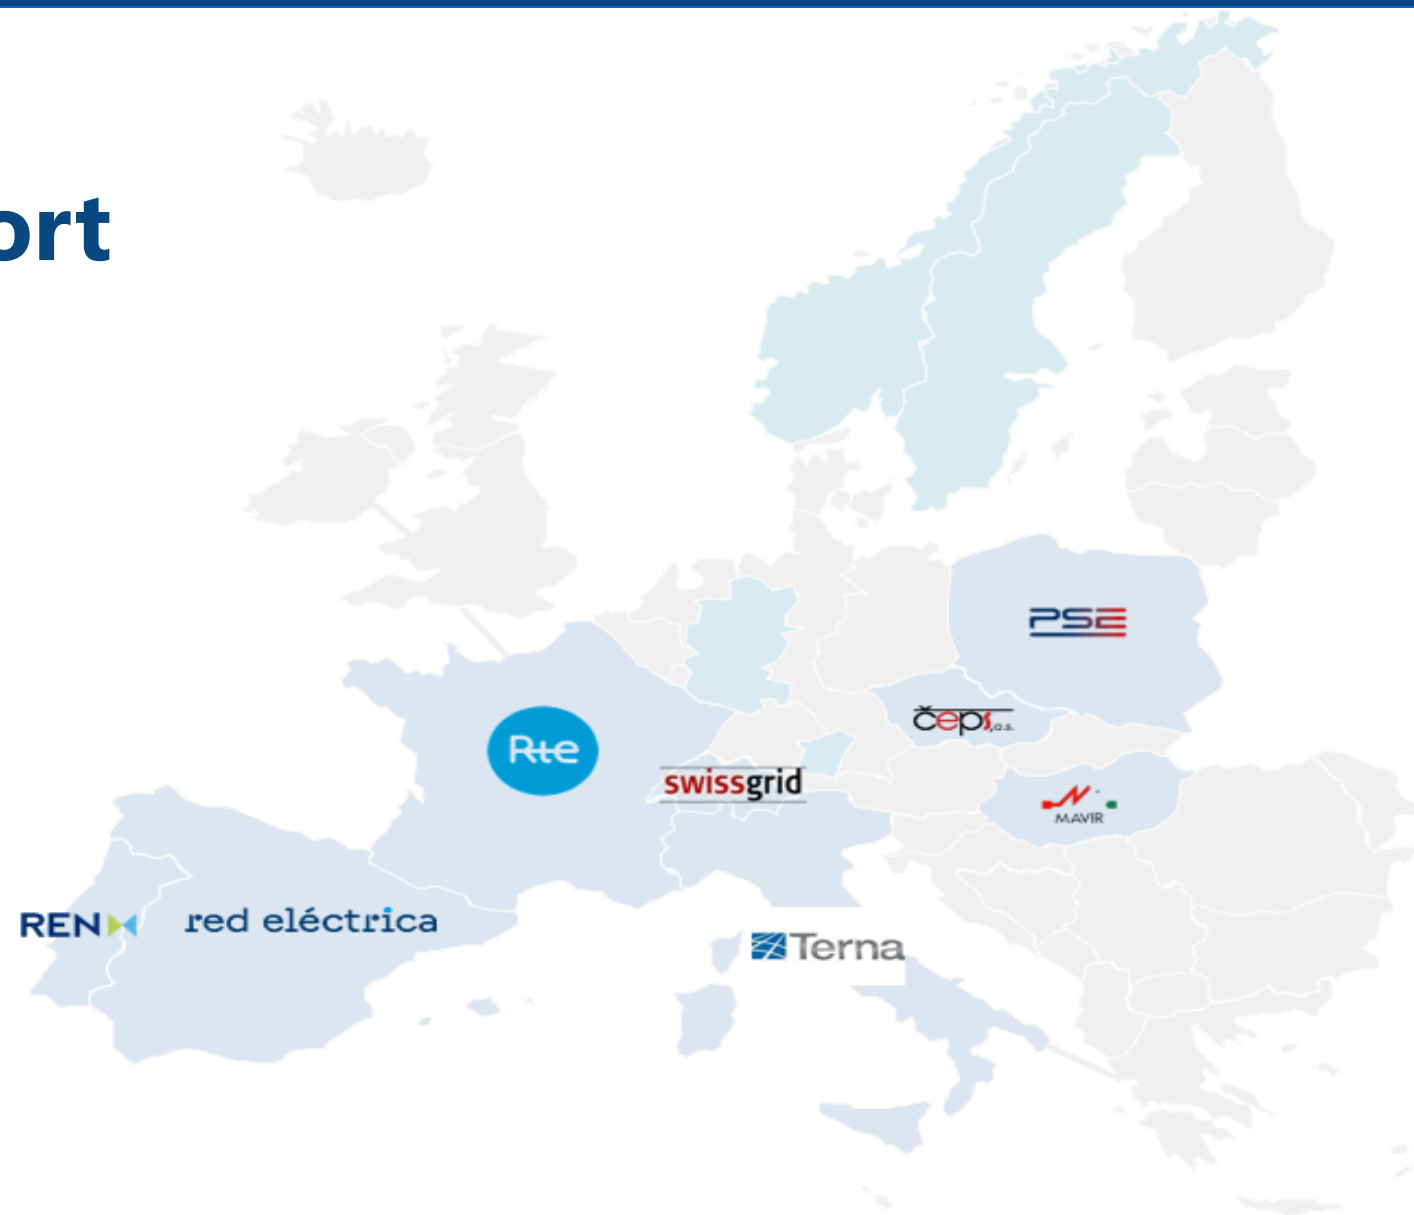 ort
PSE
čeps,a.s.
Rte
swissgrid
MAVIR
REN
red eléctrica
Terna